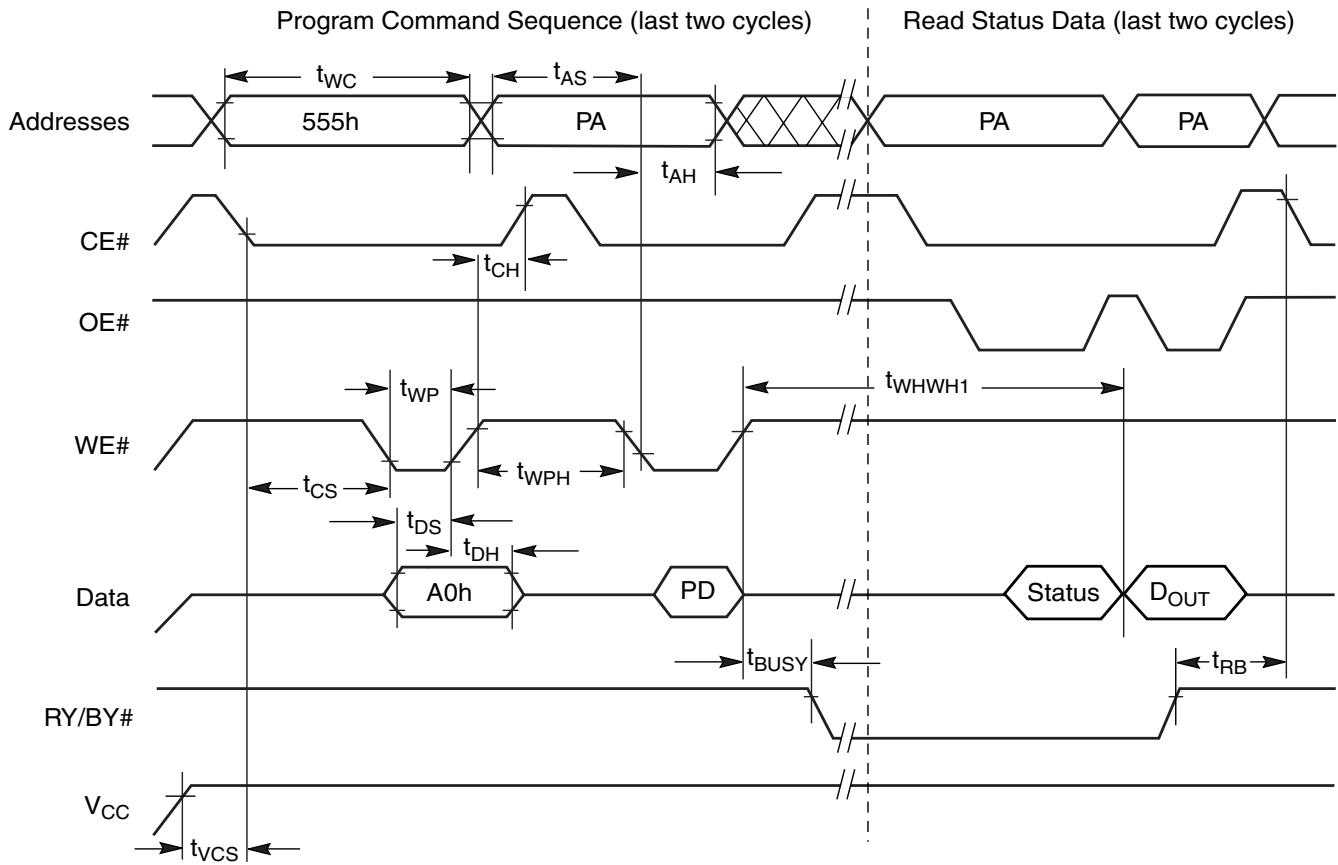 Program Command Sequence (last two cycles) Read Status Data (last two cycles)
tWC tAS
Addresses 555h PA PA PA
tAH
CE#
tCH
OE#
tWP tWHWH1
WE#
tCS tWPH
tDS
tDH
Data A0h PD Status DOUT
tBUSY tRB
RY/BY#
VCC
tVCS